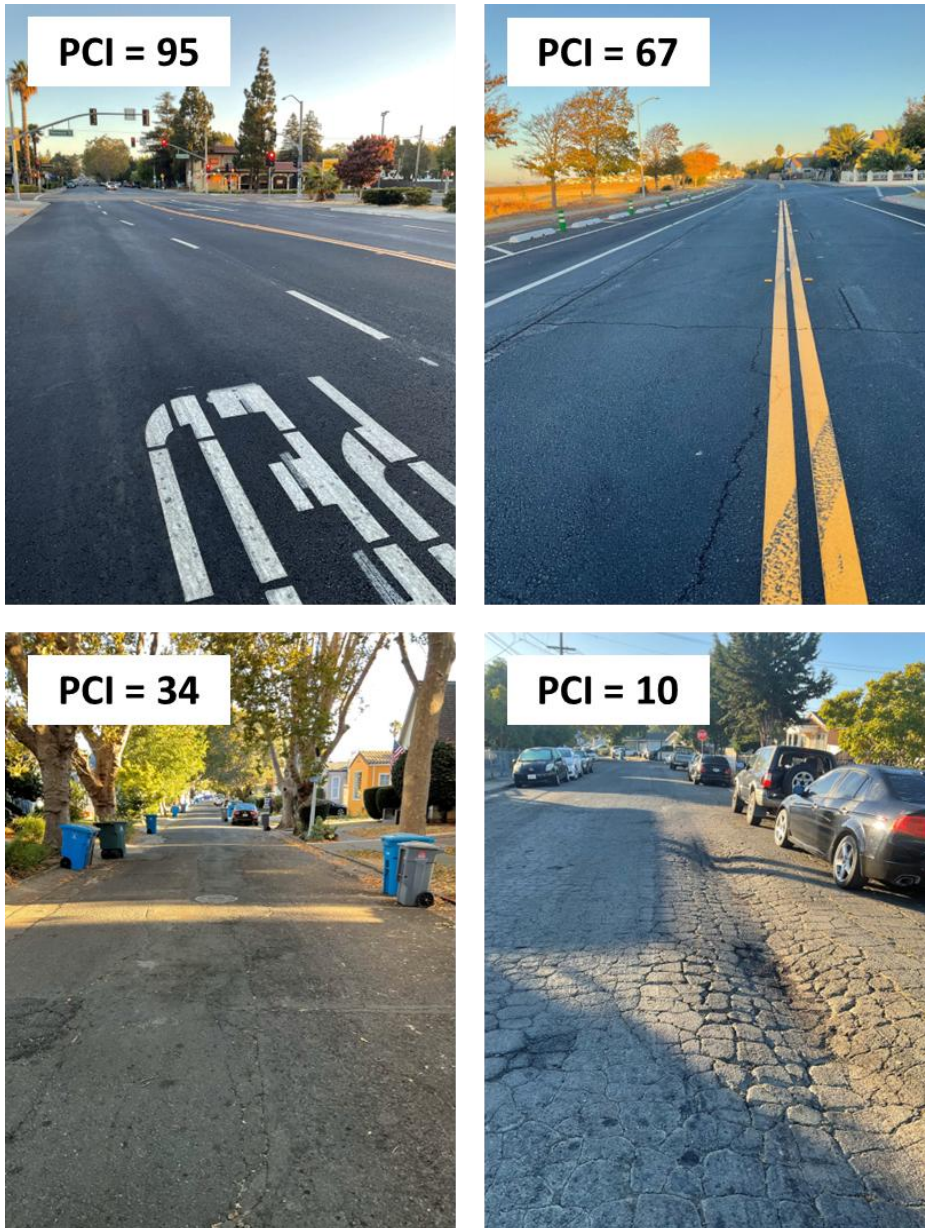 PCI = 95
PCI = 67
PCI = 34
PCI = 10